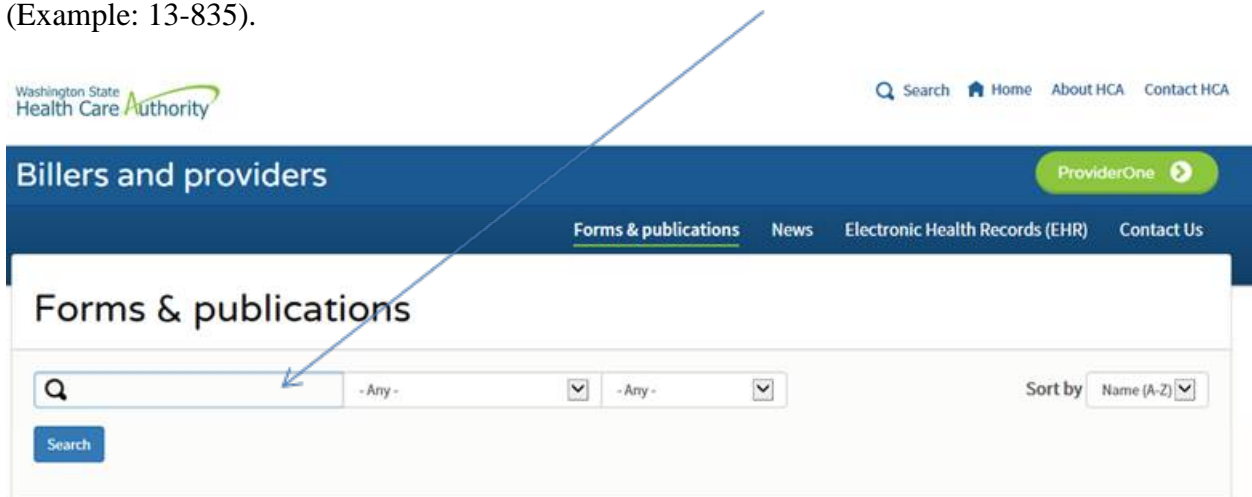 (Example: 13-835).
Washington State
Health Care Authority
Search Home About HCA Contact HCA
Billers and providers
ProviderOne
Forms & publications News Electronic Health Records (EHR) Contact Us
Forms & publications
- Any - - Any - Sort by Name (A-Z)
Search